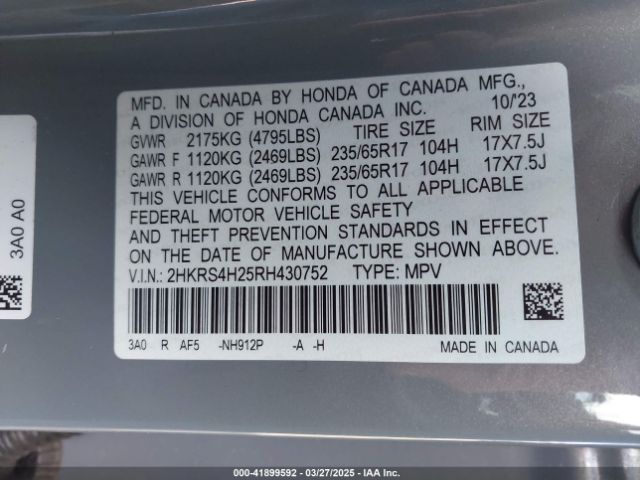 MFD. IN CANADA BY HONDA OF CANADA MFG.,
A DIVISION OF HONDA CANADA INC. 10/'23
GVWR 2175KG (4795LBS) TIRE SIZE RIM SIZE
GAWR F 1120KG (2469LBS) 235/65R17 104H 17X7.5J
GAWR R 1120KG (2469LBS) 235/65R17 104H 17X7.5J
THIS VEHICLE CONFORMS TO ALL APPLICABLE
FEDERAL MOTOR VEHICLE SAFETY
AND THEFT PREVENTION STANDARDS IN EFFECT
ON THE DATE OF MANUFACTURE SHOWN ABOVE.
V.I.N.: 2HKRS4H25RH430752 TYPE: MPV
3A0 R AF5 -NH912P -A -H MADE IN CANADA
3A0 A0
000-41899592 - 03/27/2025 - IAA Inc.